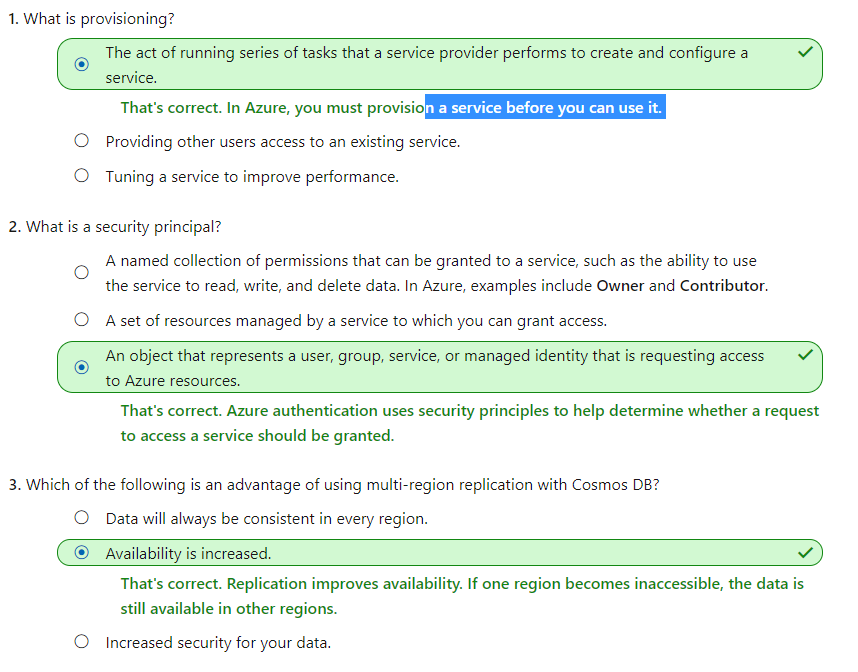 1. What is provisioning?
The act of running series of tasks that a service provider performs to create and configure a
service.
That's correct. In Azure, you must provision a service before you can use it.
Providing other users access to an existing service.
Tuning a service to improve performance.
2. What is a security principal?
A named collection of permissions that can be granted to a service, such as the ability to use
the service to read, write, and delete data. In Azure, examples include Owner and Contributor.
A set of resources managed by a service to which you can grant access.
An object that represents a user, group, service, or managed identity that is requesting access
to Azure resources.
That's correct. Azure authentication uses security principles to help determine whether a request
to access a service should be granted.
3. Which of the following is an advantage of using multi-region replication with Cosmos DB?
Data will always be consistent in every region.
Availability is increased.
That's correct. Replication improves availability. If one region becomes inaccessible, the data is
still available in other regions.
Increased security for your data.